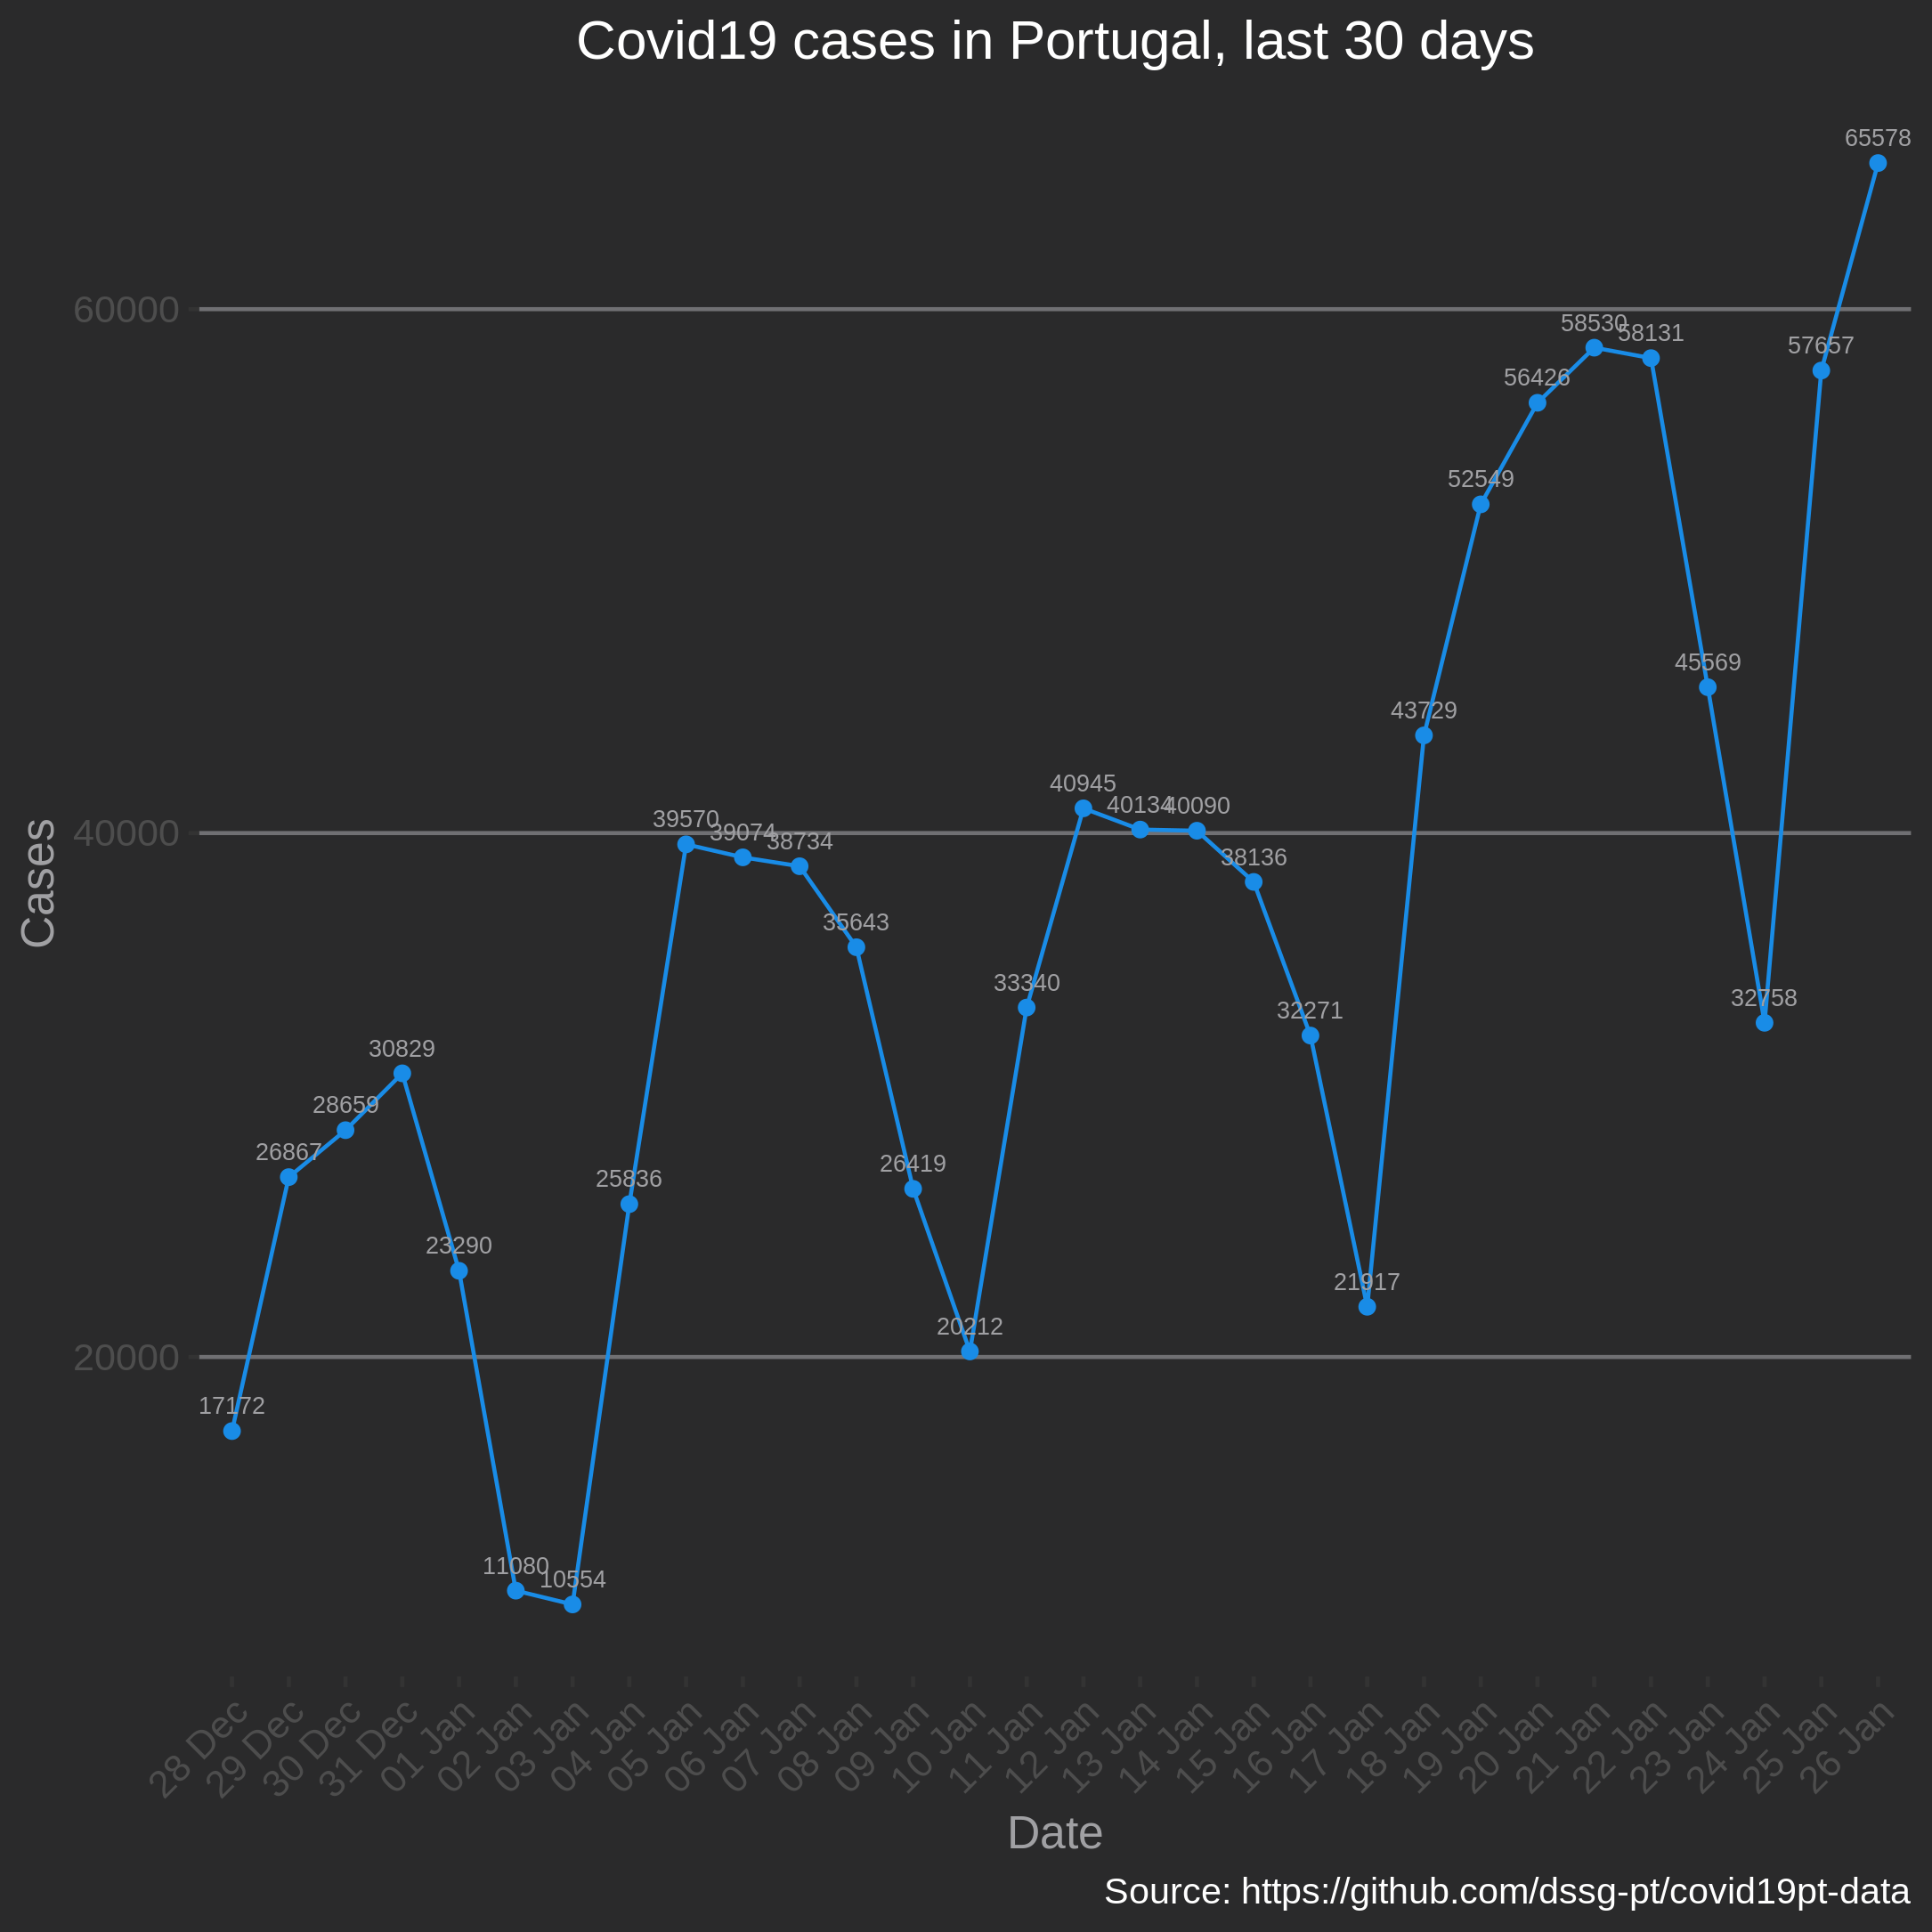 Covid19 cases in Portugal, last 30 days
65578
60000
58530
58131
57657
56426
52549
45569
43729
40945
40134
40090
39570
39074
38734
40000
38136
35643
33340
32758
32271
30829
28659
26867
26419
25836
23290
21917
20212
20000
17172
11080
10554
Cases
28 Dec
29 Dec
30 Dec
31 Dec
01 Jan
02 Jan
03 Jan
04 Jan
05 Jan
06 Jan
07 Jan
08 Jan
09 Jan
10 Jan
11 Jan
12 Jan
13 Jan
14 Jan
15 Jan
16 Jan
17 Jan
18 Jan
19 Jan
20 Jan
21 Jan
22 Jan
23 Jan
24 Jan
25 Jan
26 Jan
Date
Source: https://github.com/dssg-pt/covid19pt-data